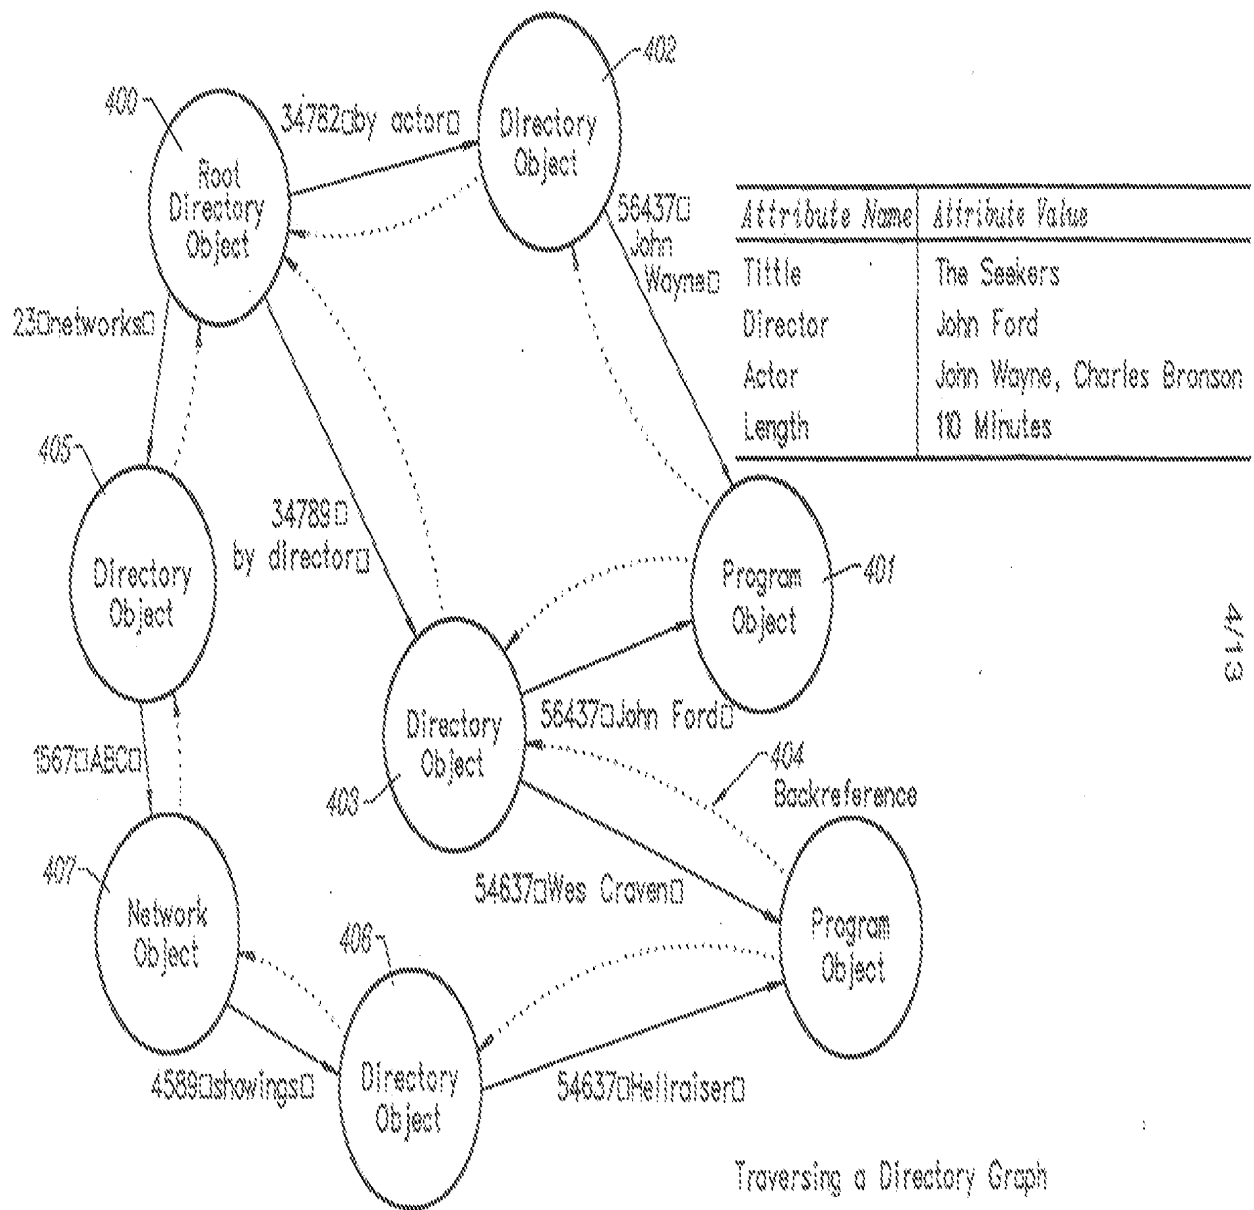 402
400
34782□by actor□
Directory
Object
Root
Directory
Object
56437□
John
Wayne□
Attribute Name Attribute Value
Tittle The Seekers
Director John Ford
Actor John Wayne, Charles Bronson
Length 110 Minutes
23□networks□
405
34789□
by director□
Directory
Object
Program
Object
401
4/13
Directory
Object
403
56437□John Ford□
1567□ABC□
404
Backreference
407
Network
Object
54637□Wes Craven□
406
Program
Object
4589□showings□
Directory
Object
54637□Hellraiser□
Traversing a Directory Graph